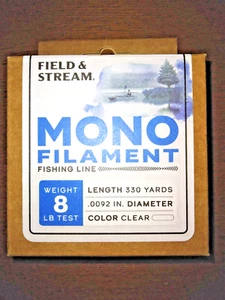 FIELD &
STREAM.
MONO
FILAMENT
FISHING LINE
WEIGHT
8
LB TEST
LENGTH 330 YARDS
.0092 IN. DIAMETER
COLOR CLEAR